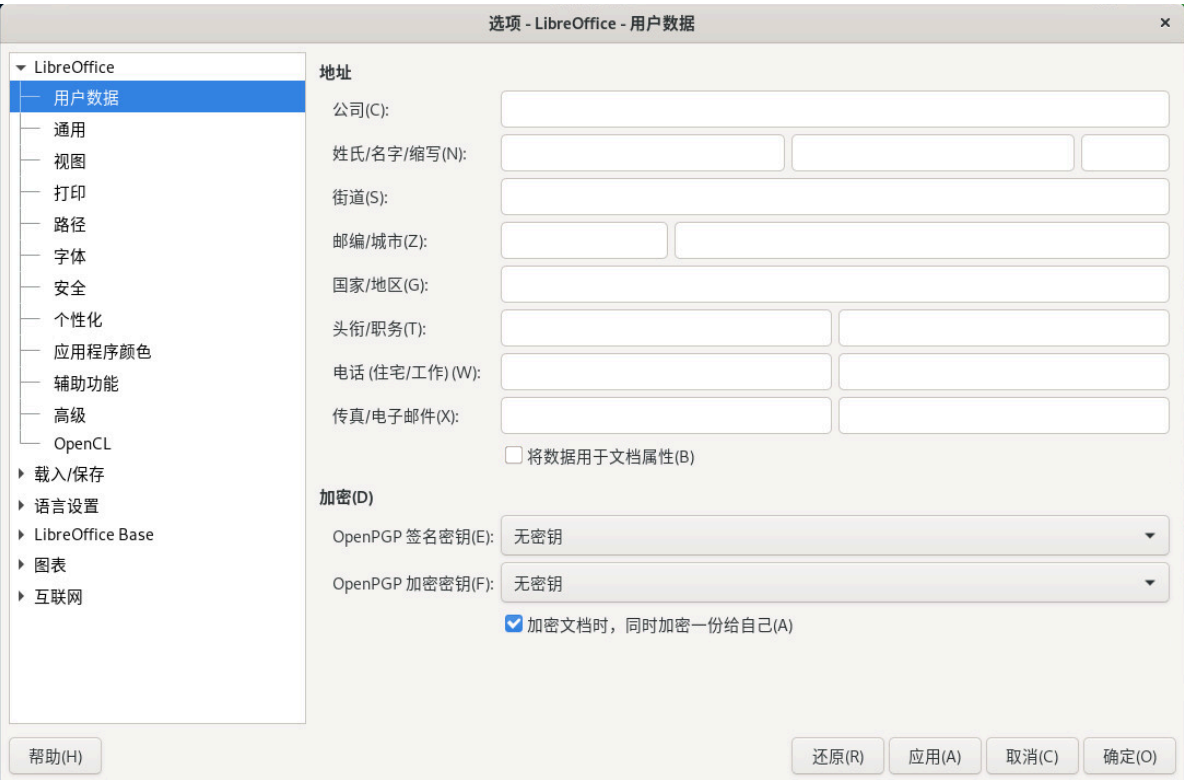 选项 - LibreOffice - 用户数据
×
LibreOffice
用户数据
通用
视图
打印
路径
字体
安全
个性化
应用程序颜色
辅助功能
高级
OpenCL
载入/保存
语言设置
LibreOffice Base
图表
互联网
地址
公司(C):
姓氏/名字/缩写(N):
街道(S):
邮编/城市(Z):
国家/地区(G):
头衔/职务(T):
电话 (住宅/工作) (W):
传真/电子邮件(X):
将数据用于文档属性(B)
加密(D)
OpenPGP 签名密钥(E): 无密钥
OpenPGP 加密密钥(F): 无密钥
加密文档时，同时加密一份给自己(A)
帮助(H) 还原(R) 应用(A) 取消(C) 确定(O)